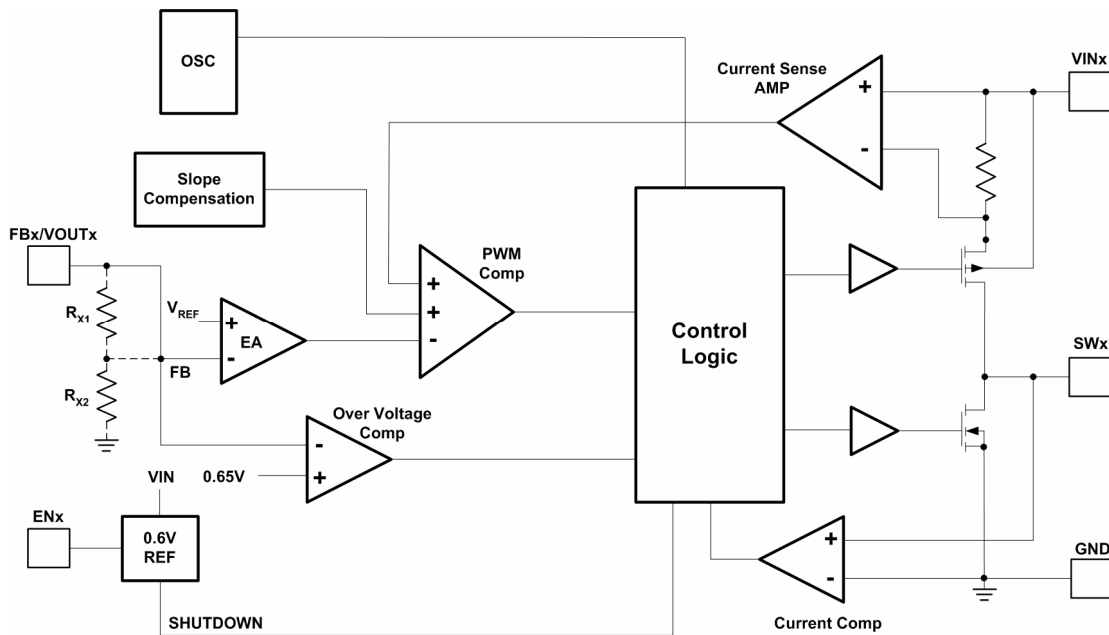 OSC
Current Sense
AMP
VINx
+
-
Slope
Compensation
FBx/VOUTx
PWM
Comp
+
+
-
RX1
VREF
+
EA
-
FB
RX2
Control
Logic
SWx
Over Voltage
Comp
-
+
0.65V
VIN
ENx
0.6V
REF
+
-
GND
SHUTDOWN
Current Comp